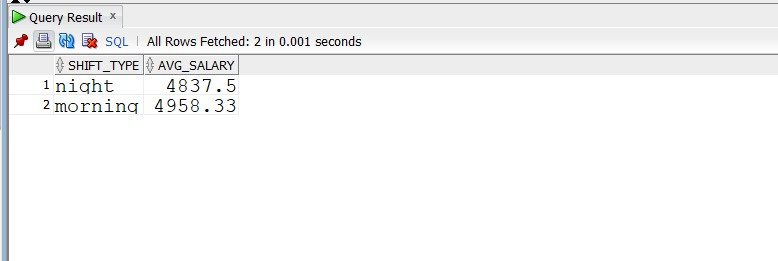 Query Result x
SQL | All Rows Fetched: 2 in 0.001 seconds
SHIFT_TYPE AVG_SALARY
1 night 4837.5
2 morning 4958.33